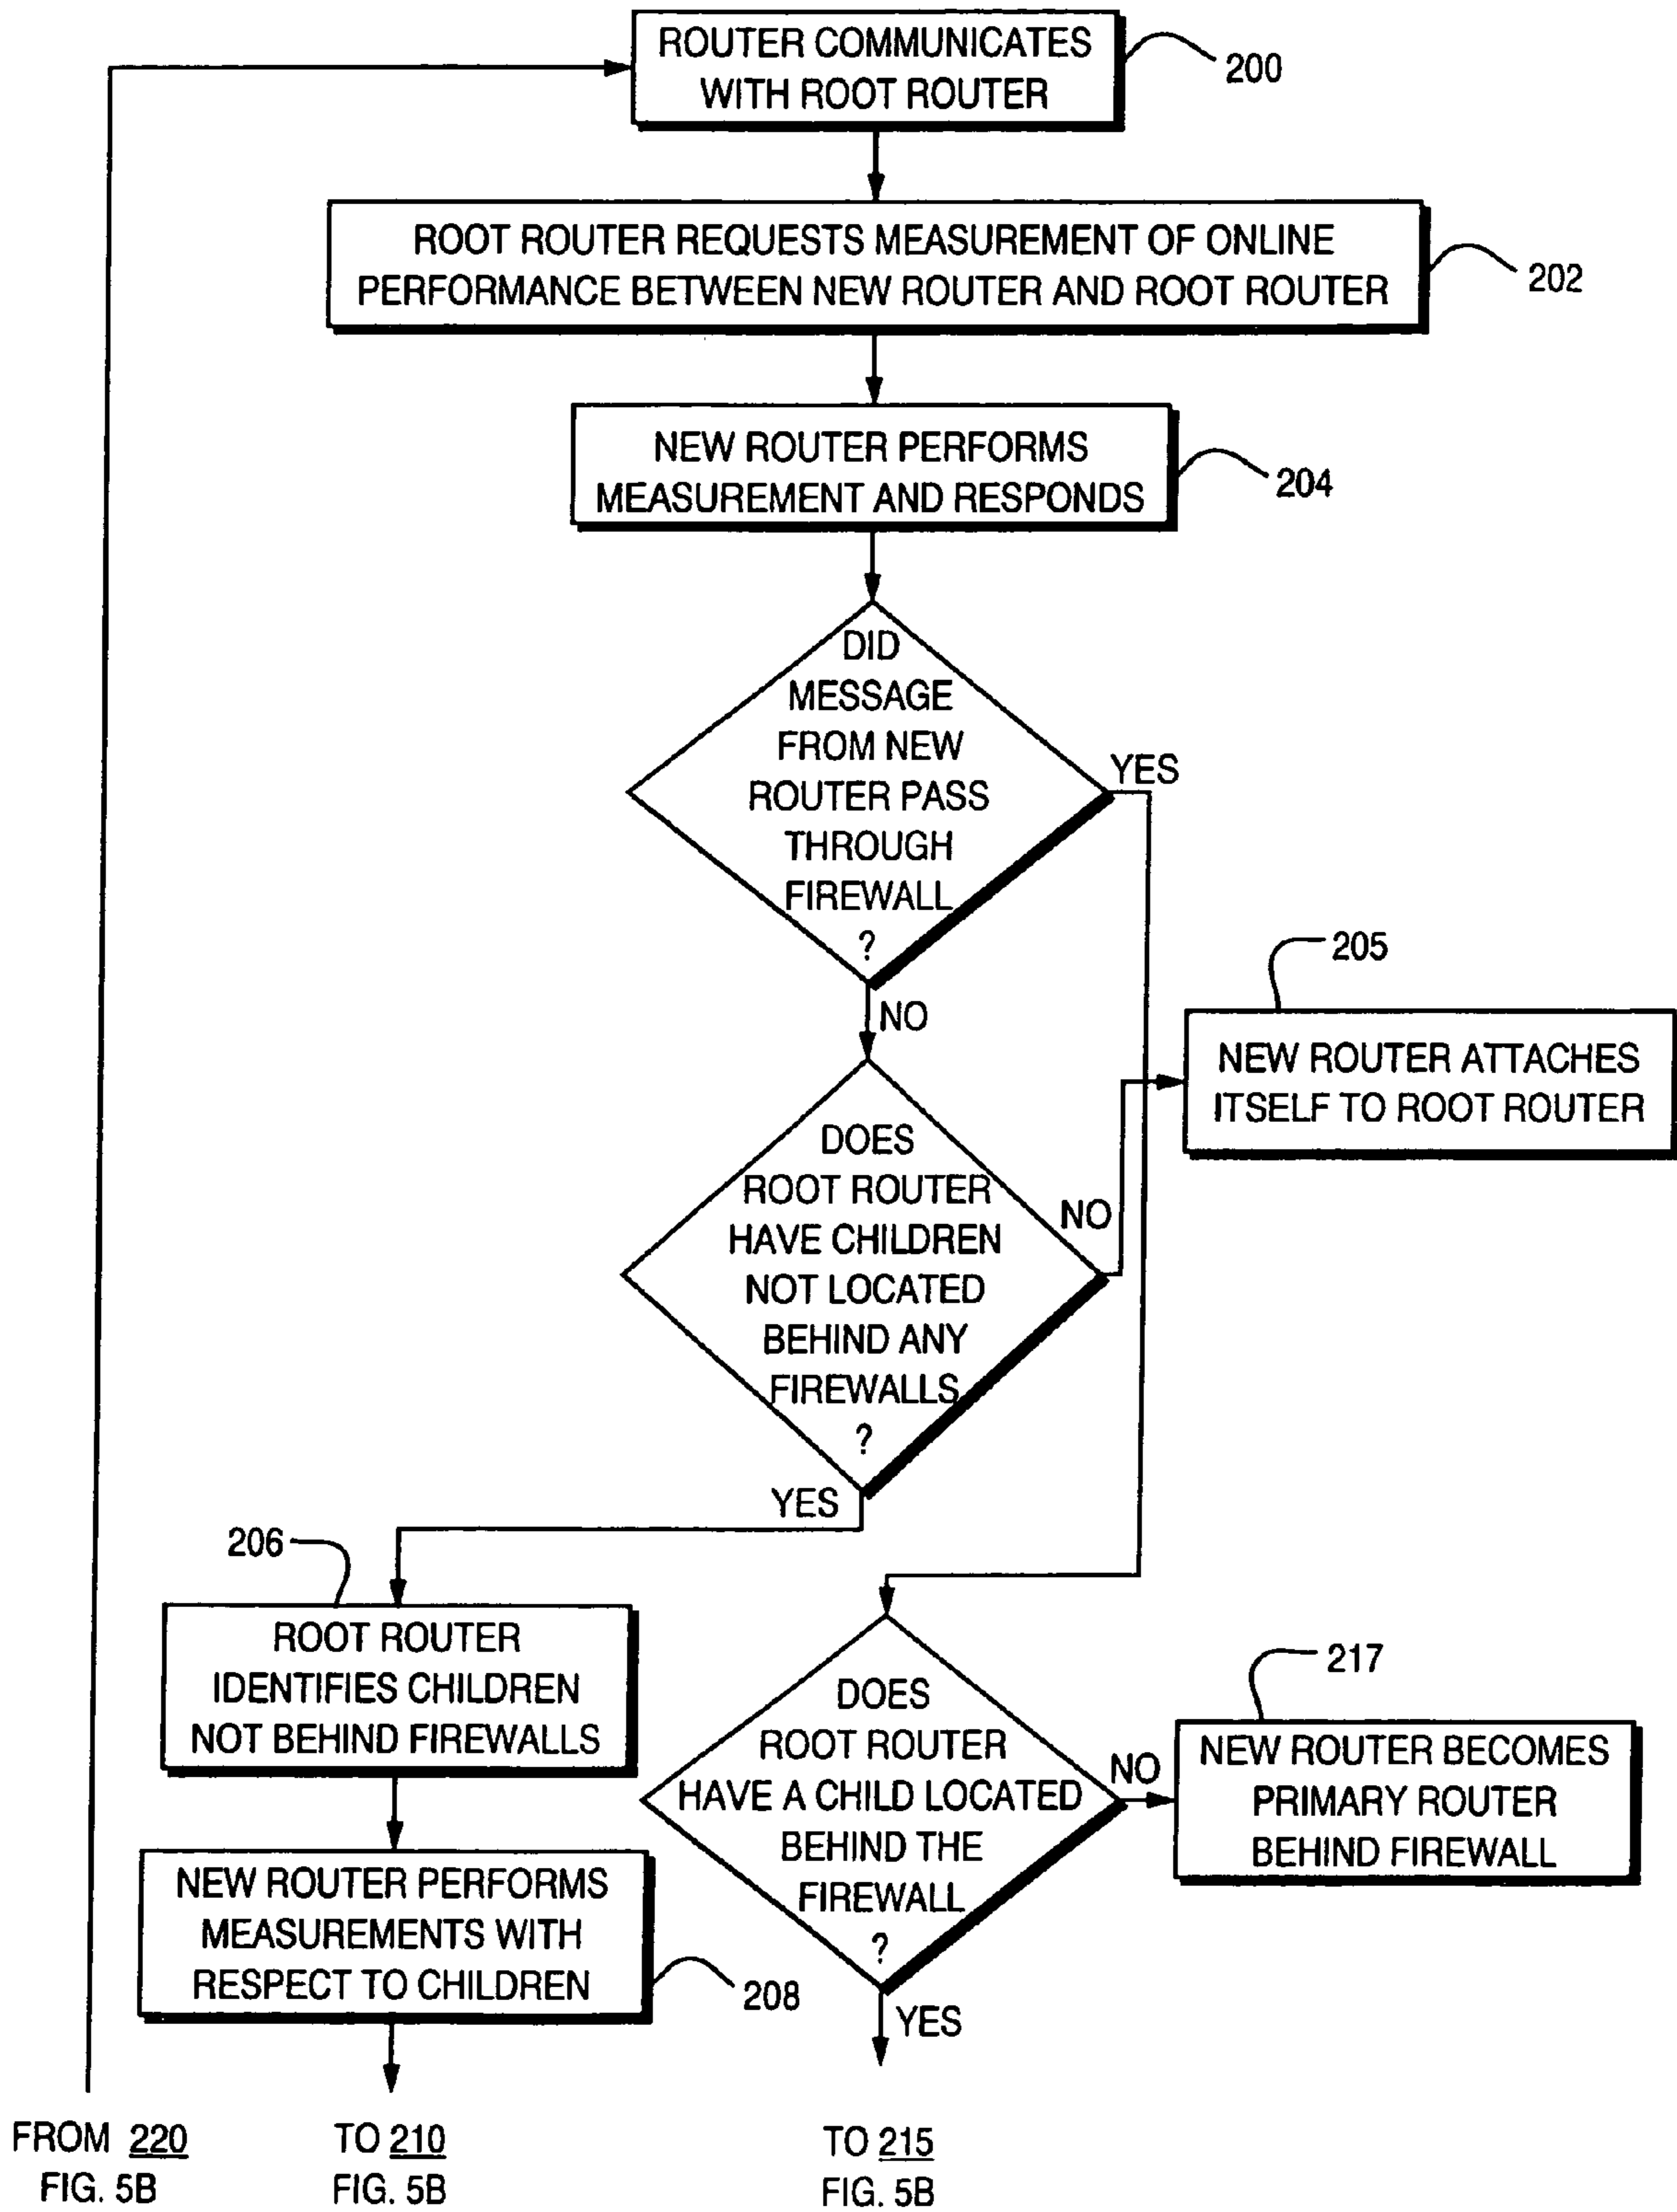 ROUTER COMMUNICATES
WITH ROOT ROUTER
200
ROOT ROUTER REQUESTS MEASUREMENT OF ONLINE
PERFORMANCE BETWEEN NEW ROUTER AND ROOT ROUTER
202
NEW ROUTER PERFORMS
MEASUREMENT AND RESPONDS
204
DID
MESSAGE
FROM NEW
ROUTER PASS
THROUGH
FIREWALL
?
YES
NO
205
NEW ROUTER ATTACHES
ITSELF TO ROOT ROUTER
DOES
ROOT ROUTER
HAVE CHILDREN
NOT LOCATED
BEHIND ANY
FIREWALLS
?
NO
YES
206
ROOT ROUTER
IDENTIFIES CHILDREN
NOT BEHIND FIREWALLS
NEW ROUTER PERFORMS
MEASUREMENTS WITH
RESPECT TO CHILDREN
208
DOES
ROOT ROUTER
HAVE A CHILD LOCATED
BEHIND THE
FIREWALL
?
NO
YES
217
NEW ROUTER BECOMES
PRIMARY ROUTER
BEHIND FIREWALL
FROM 220
FIG. 5B
TO 210
FIG. 5B
TO 215
FIG. 5B